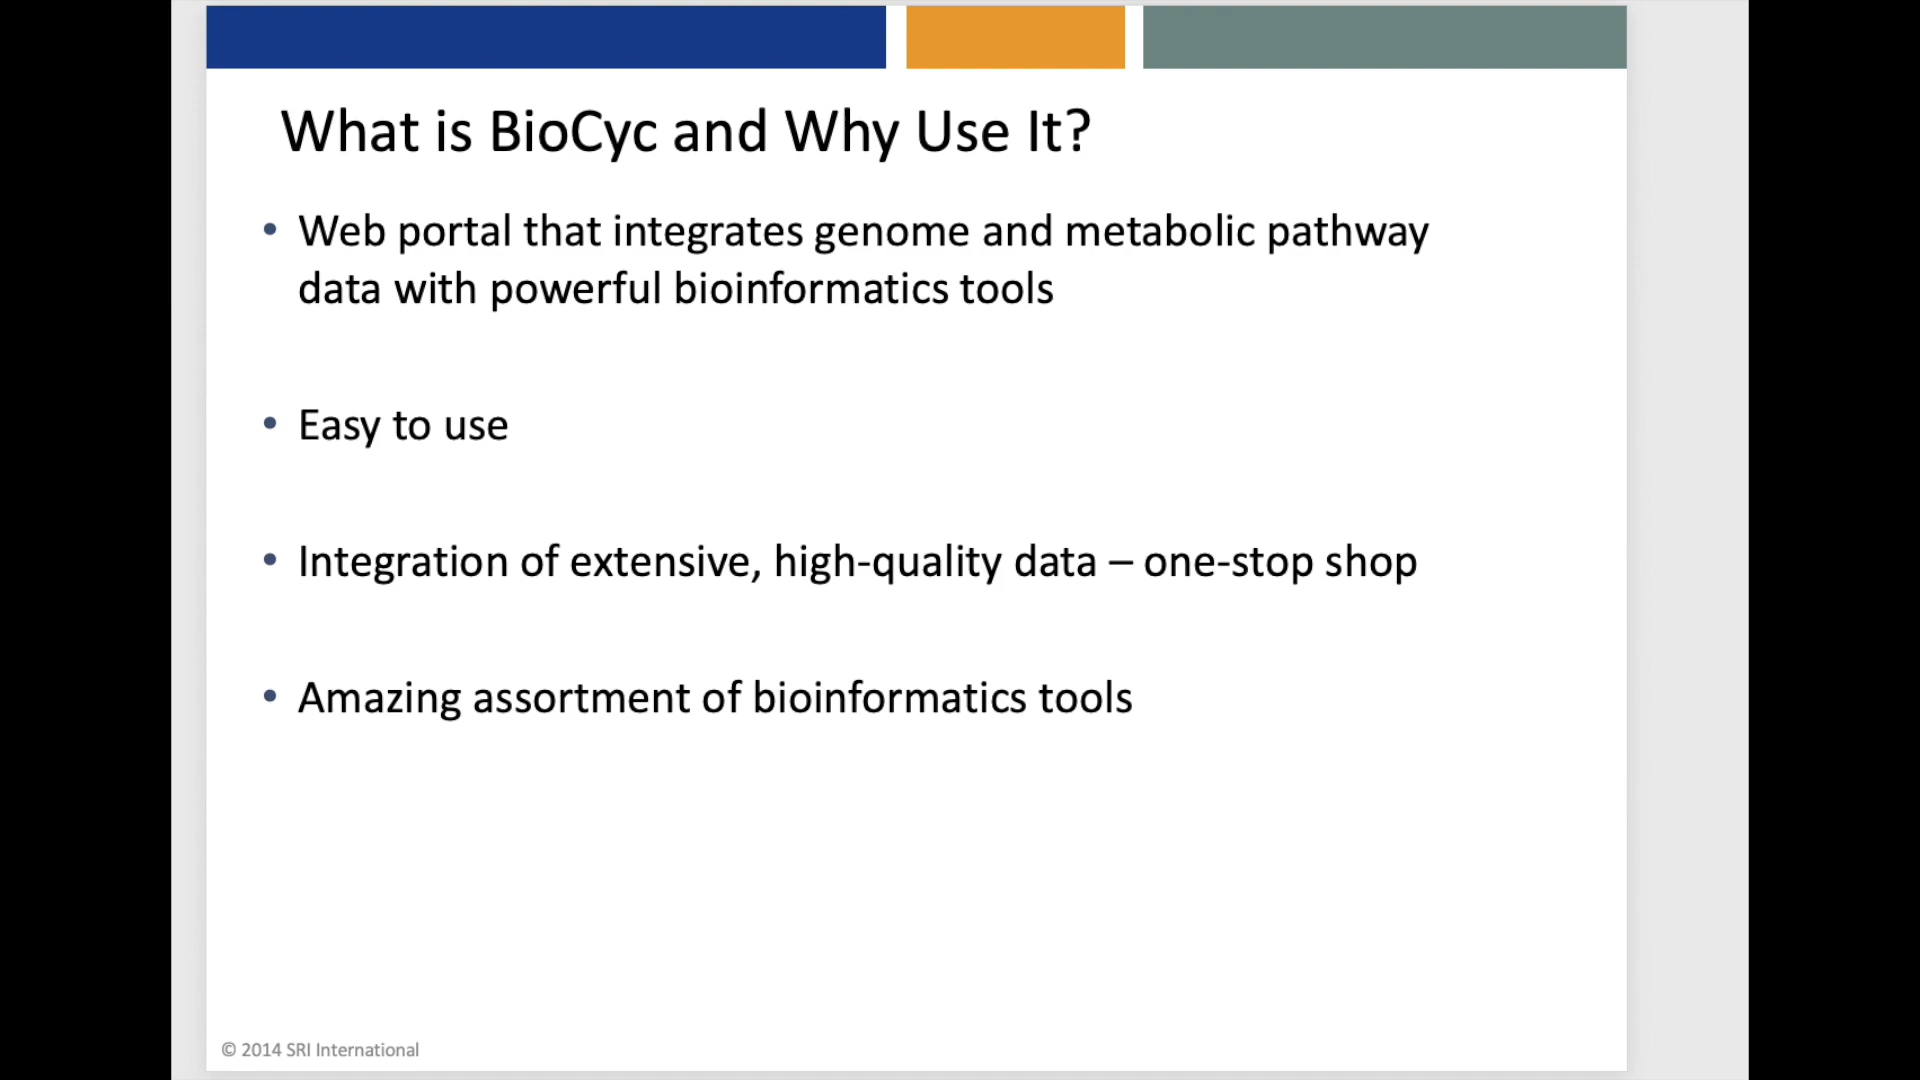 What is BioCyc and Why Use It?
• Web portal that integrates genome and metabolic pathway
data with powerful bioinformatics tools
• Easy to use
• Integration of extensive, high-quality data – one-stop shop
• Amazing assortment of bioinformatics tools
© 2014 SRI International